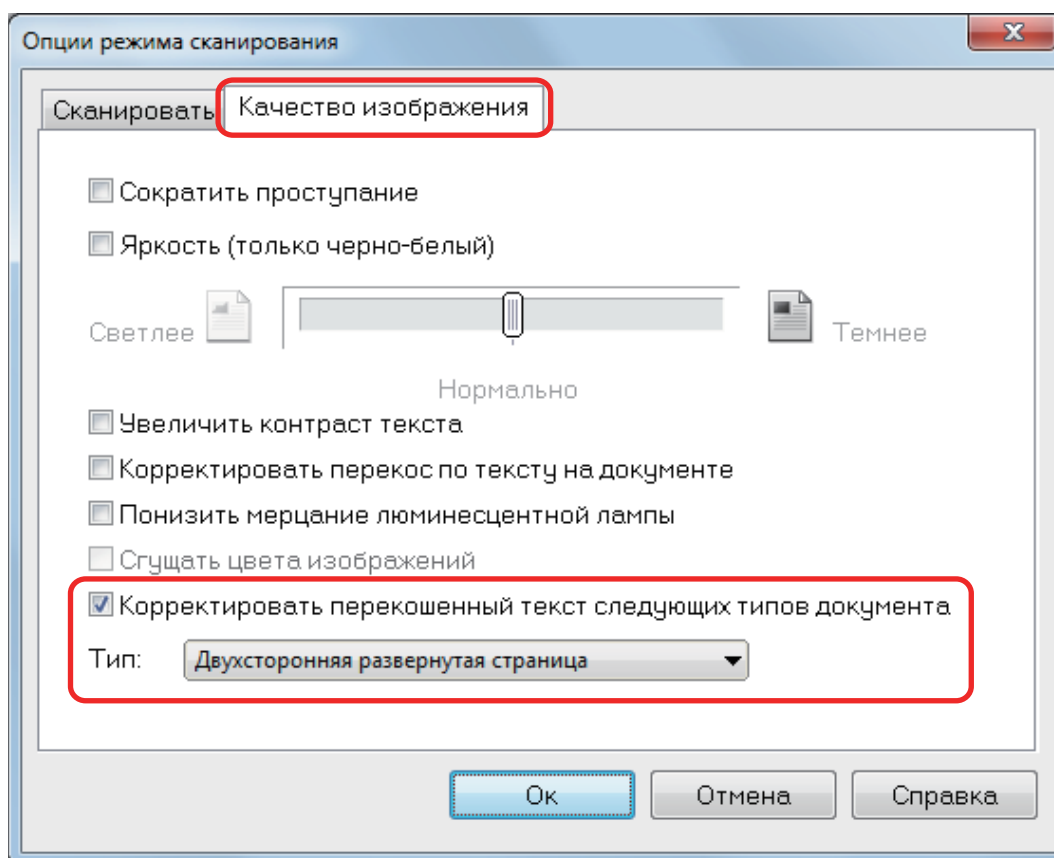 Опции режима сканирования
Сканировать Качество изображения
Сократить проступание
Яркость (только черно-белый)
Светлее Темнее
Нормально
Увеличить контраст текста
Корректировать перекос по тексту на документе
Понизить мерцание люминесцентной лампы
Сгущать цвета изображений
Корректировать перекошенный текст следующих типов документа
Тип: Двухсторонняя развернутая страница
Ок Отмена Справка